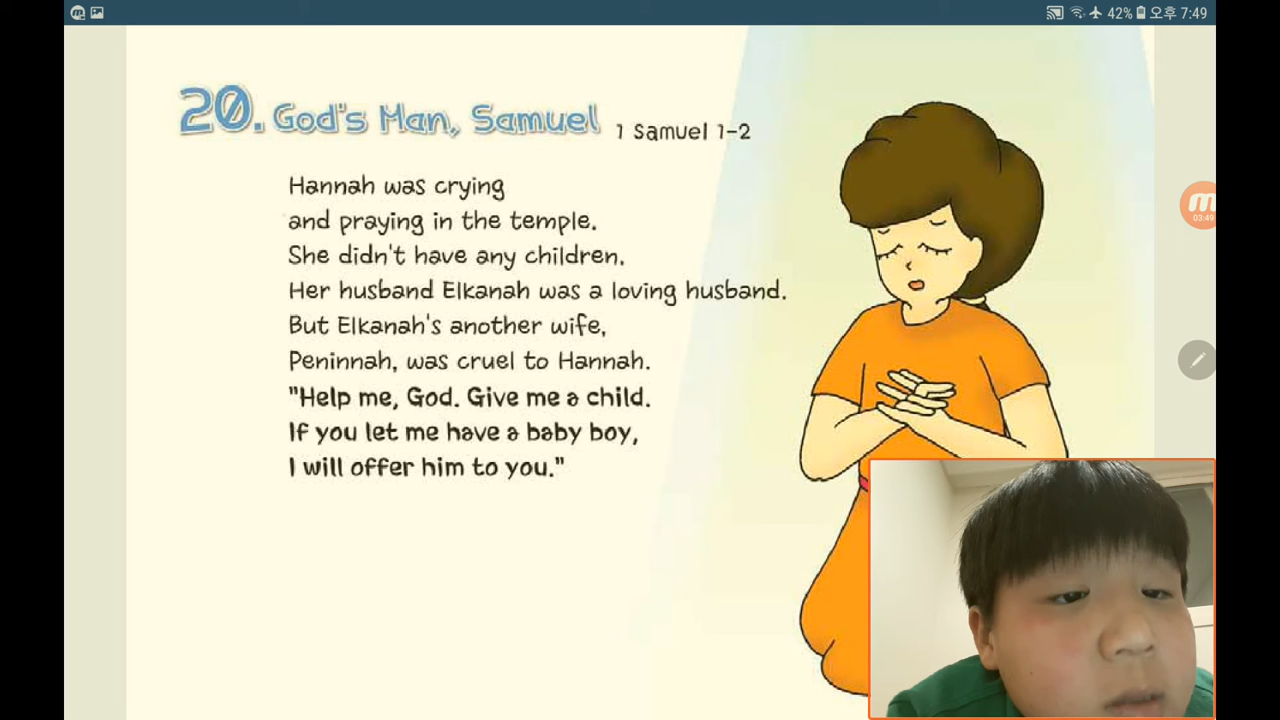 42% 오후 7:49
20. God's Man, Samuel 1 Samuel 1-2
Hannah was crying
and praying in the temple.
She didn't have any children.
Her husband Elkanah was a loving husband.
But Elkanah's another wife,
Peninnah, was cruel to Hannah.
"Help me, God. Give me a child.
If you let me have a baby boy,
I will offer him to you."
m
03:49